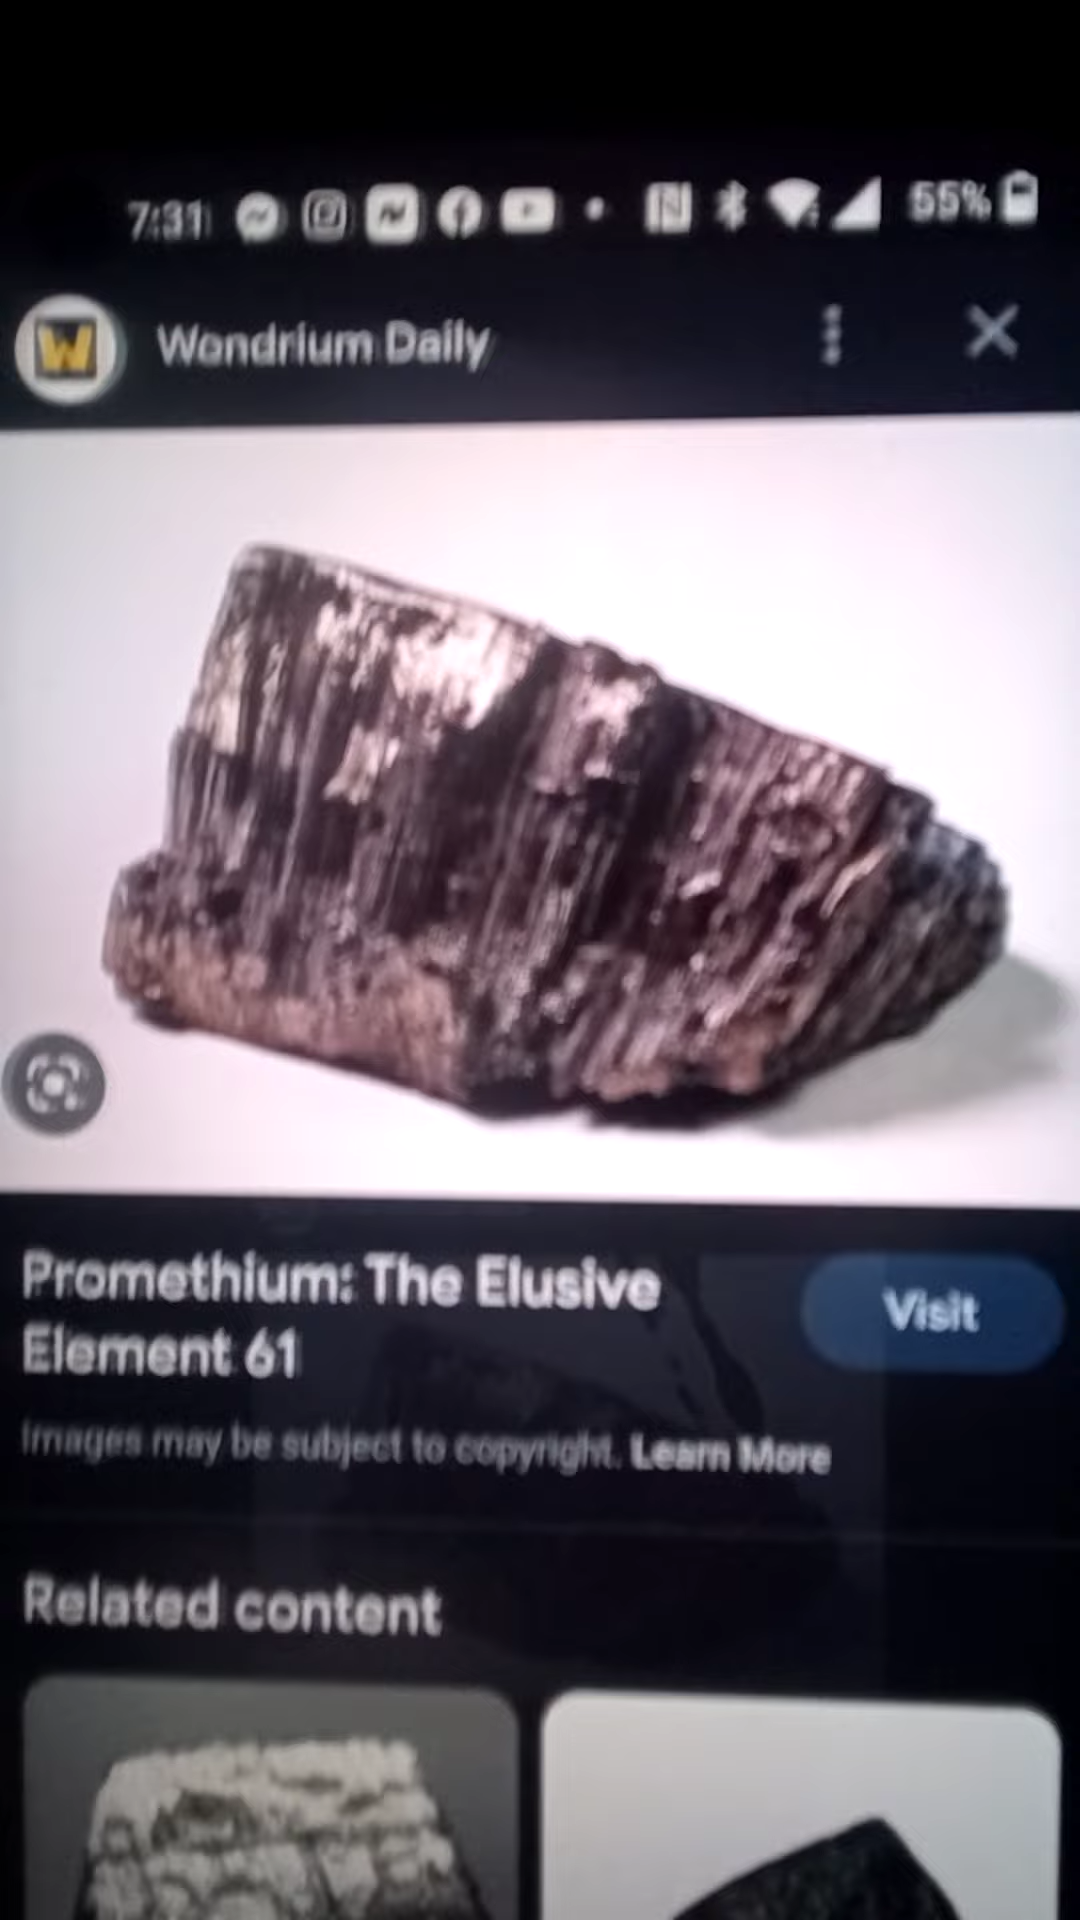 7:31 55%
W Wondrium Daily
Promethium: The Elusive
Element 61
Visit
Images may be subject to copyright. Learn More
Related content